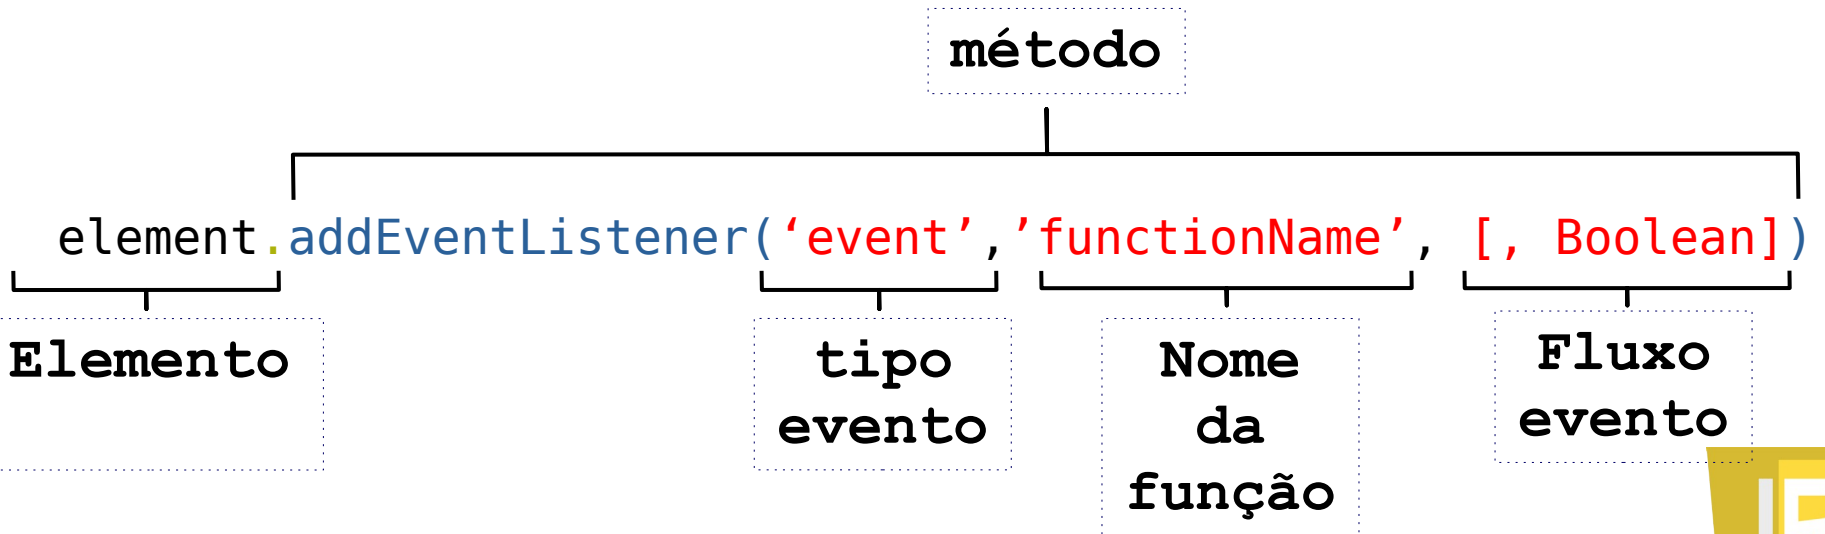 método
element.addEventListener(‘event’,’functionName’, [, Boolean])
Elemento
tipo
evento
Nome
da
função
Fluxo
evento